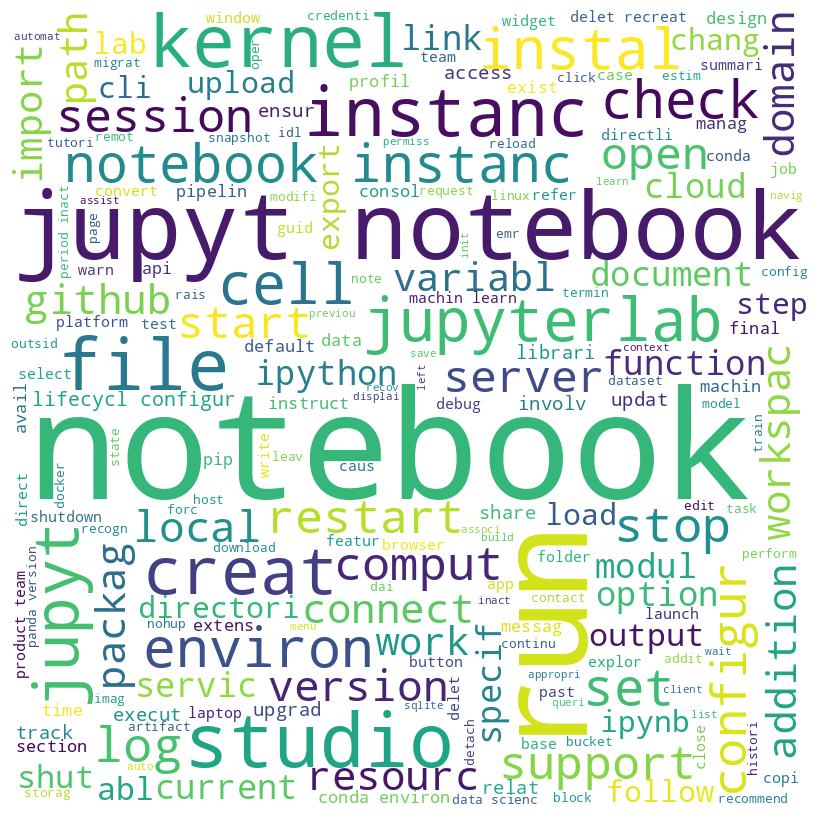 automat
window
credenti
widget
delet recreat
design
path
lab
kernel
link
instal
chang
domain
migrat
oper
team
click
case
estim
summari
import
cli
upload
profil
access
exist
check
session
ensur
instanc
directli
manag
tutori
remot
snapshot
idl
permiss
reload
conda
job
notebook instanc
open
convert
pipelin
export
modifi
consol
request
linux
refer
learn
cloud
navig
assist
jupyt notebook
period inact
page
guid
init
emr
warn
api
cell
note
variabl
document
config
github
rais
machin learn
termin
step
platform
test
start
previou
jupyterlab
final
outsid
file
default
data
save
librari
context
function
select
ipython
recov
displai
left
server
dataset
machin
avail
lifecycl configur
instruct
debug
involv
updat
model
workspac
notebook
state
pip
write
leav
caus
train
direct
docker
host
forc
restart
share
load
stop
edit
task
shutdown
recogn
local
featur
associ
build
download
browser
folder
perform
jupyt
packag
creat
comput
run
modul
product team
panda version
dai
app
inact
contact
option
configur
addition
nohup
extens
directori
connect
messag
launch
environ
work
continu
output
wait
button
specif
explor
addit
menu
imag
servic
version
appropri
set
client
time
execut
laptop
upgrad
sqlite
delet
past
queri
list
track
artifact
log
studio
detach
base
bucket
ipynb
close
histori
section
shut
auto
resourc
support
copi
storag
abl
current
conda environ
relat
data scienc
block
follow
recommend